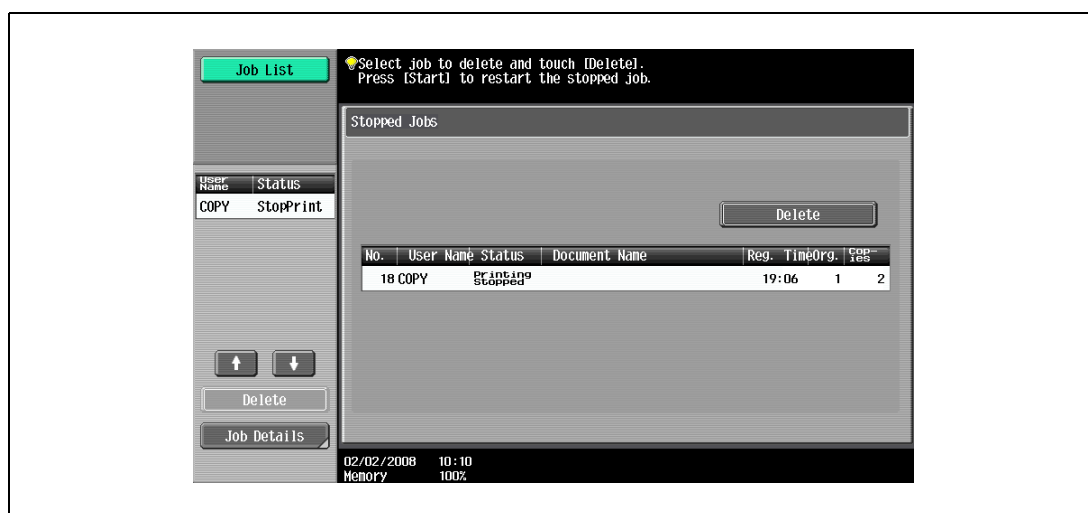 Job List
💡Select job to delete and touch [Delete].
Press [Start] to restart the stopped job.
Stopped Jobs
User Name Status
COPY StopPrint
Delete
No. User Name Status Document Name Reg. Time Org. Cop-ies
18 COPY Printing Stopped 19:06 1 2
Delete
Job Details
02/02/2008 10:10
Memory 100%